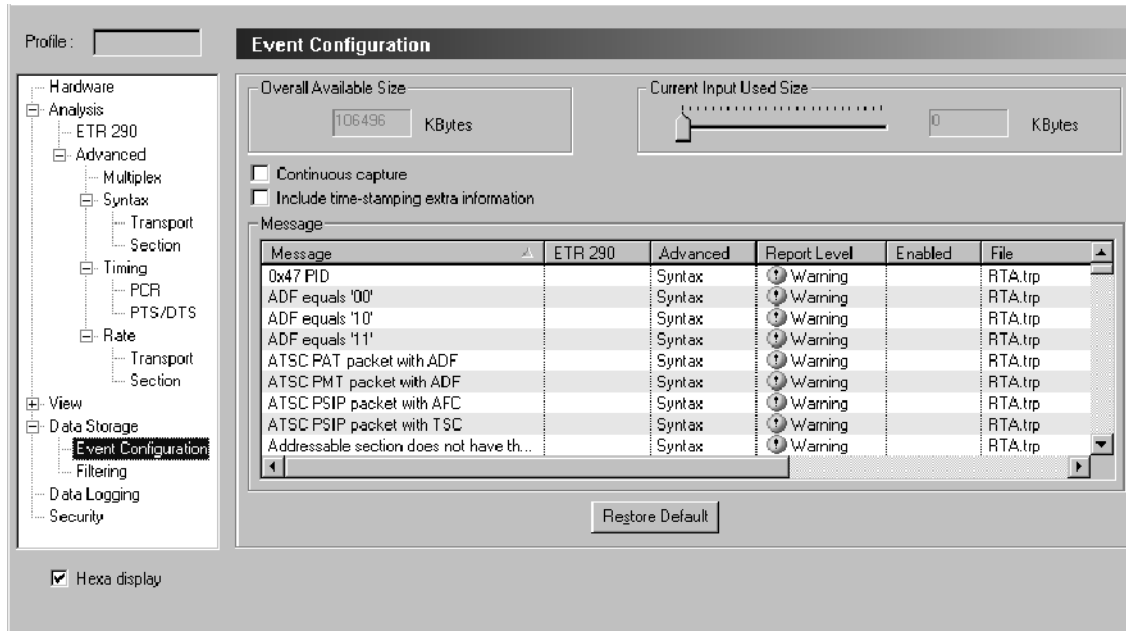 Profile :
Event Configuration
Hardware
Analysis
ETR 290
Advanced
Multiplex
Syntax
Transport
Section
Timing
PCR
PTS/DTS
Rate
Transport
Section
View
Data Storage
Event Configuration
Filtering
Data Logging
Security
Hexa display
Overall Available Size
106496 KBytes
Current Input Used Size
0 KBytes
Continuous capture
Include time-stamping extra information
Message
Message ETR 290 Advanced Report Level Enabled File
0x47 PID Syntax Warning RTA.trp
ADF equals '00' Syntax Warning RTA.trp
ADF equals '10' Syntax Warning RTA.trp
ADF equals '11' Syntax Warning RTA.trp
ATSC PAT packet with ADF Syntax Warning RTA.trp
ATSC PMT packet with ADF Syntax Warning RTA.trp
ATSC PSIP packet with AFC Syntax Warning RTA.trp
ATSC PSIP packet with TSC Syntax Warning RTA.trp
Addressable section does not have th... Syntax Warning RTA.trp
Restore Default